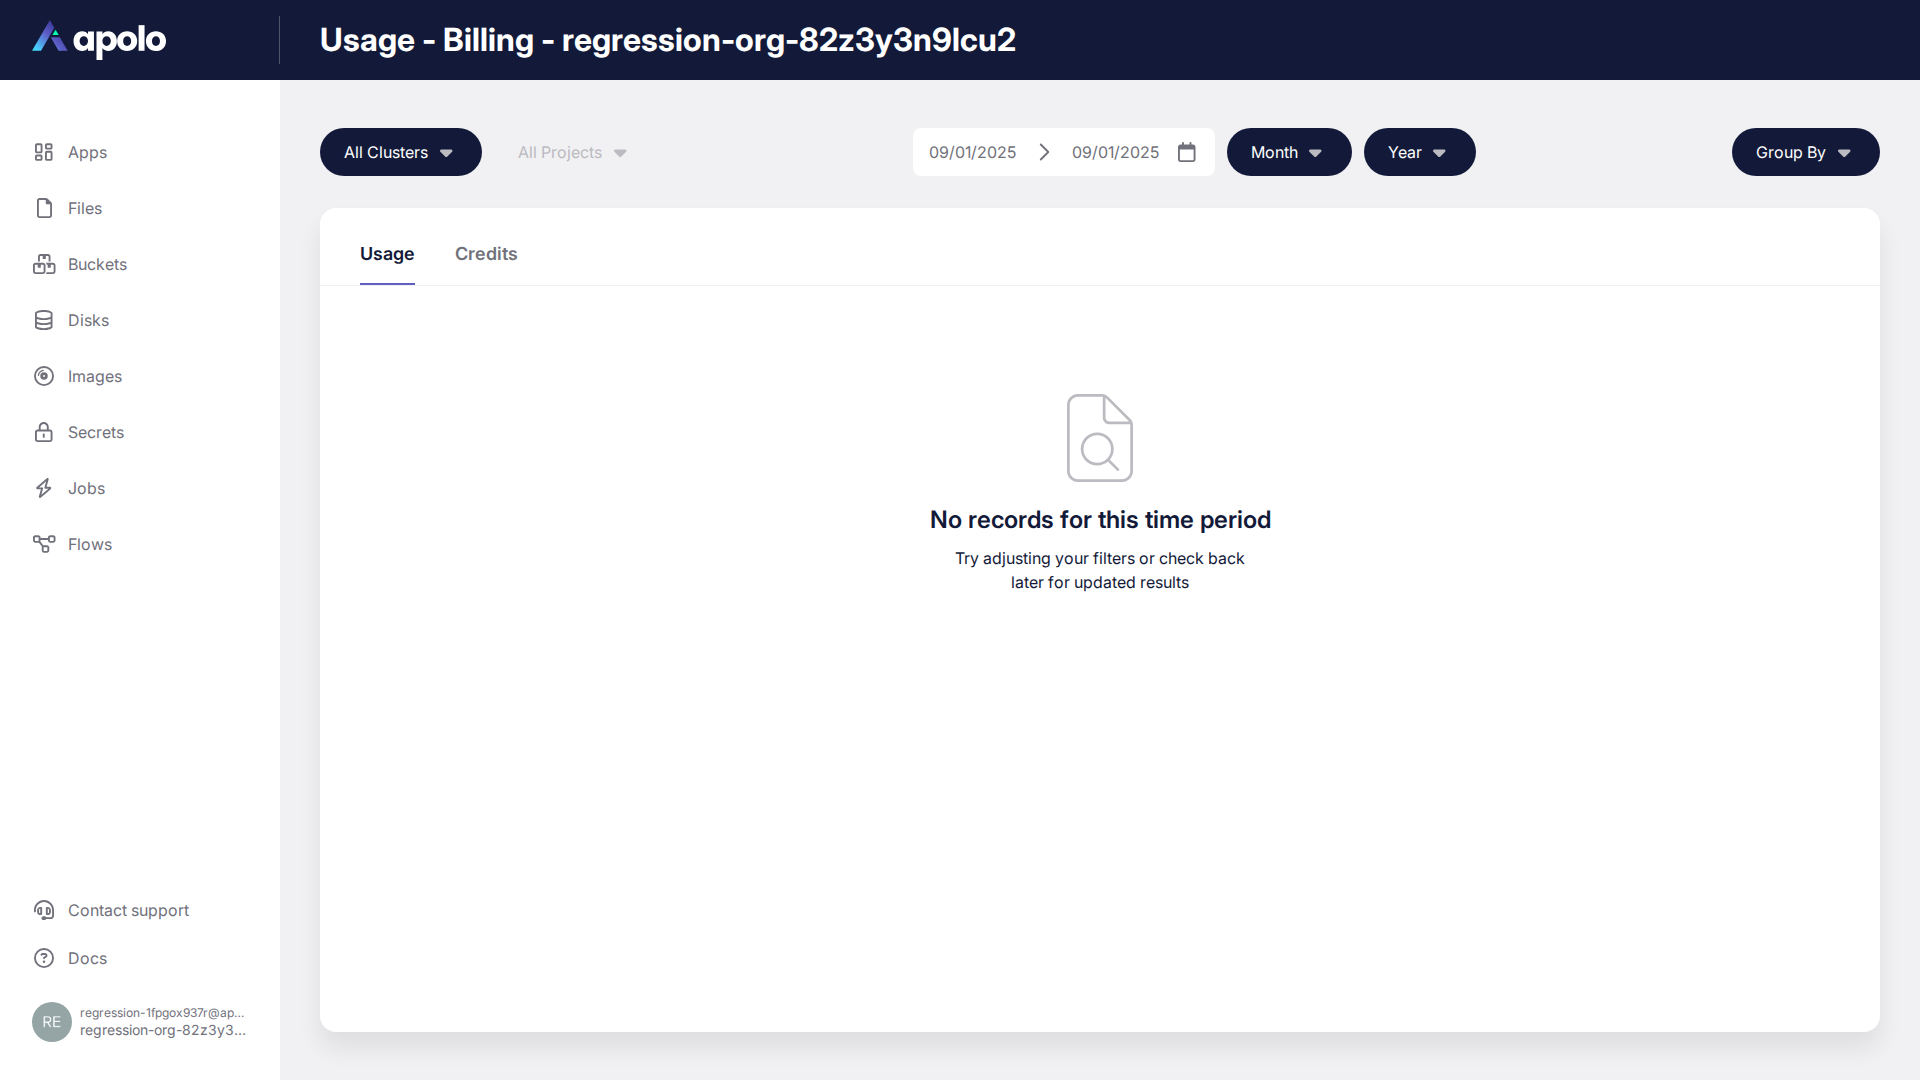 apolo
Usage - Billing - regression-org-82z3y3n9lcu2
Apps
Files
Buckets
Disks
Images
Secrets
Jobs
Flows
Contact support
Docs
RE
regression-1fpgox937r@ap...
regression-org-82z3y3...
All Clusters
All Projects
09/01/2025
09/01/2025
Month
Year
Group By
Usage
Credits
No records for this time period
Try adjusting your filters or check back
later for updated results